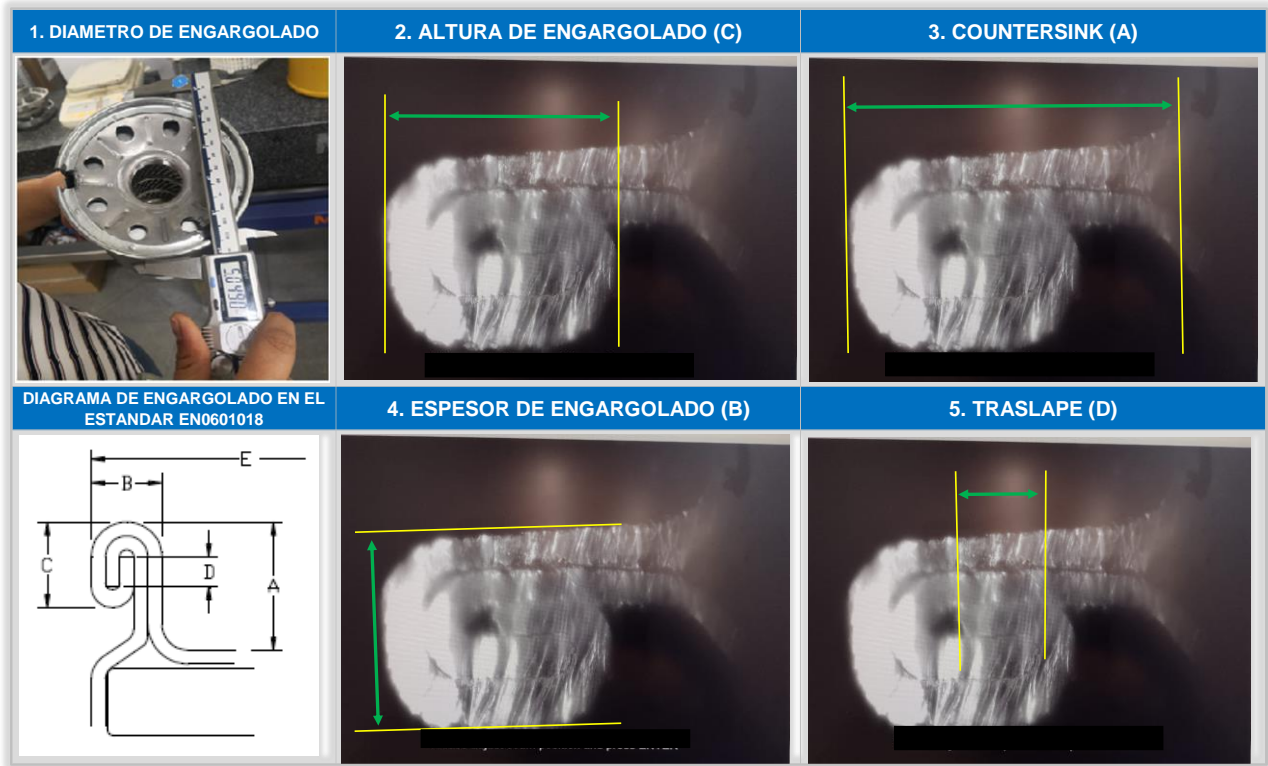 1. DIAMETRO DE ENGARGOLADO
2. ALTURA DE ENGARGOLADO (C)
3. COUNTERSINK (A)
DIAGRAMA DE ENGARGOLADO EN EL
ESTANDAR EN0601018
4. ESPESOR DE ENGARGOLADO (B)
5. TRASLAPE (D)
E
B
C
D
A